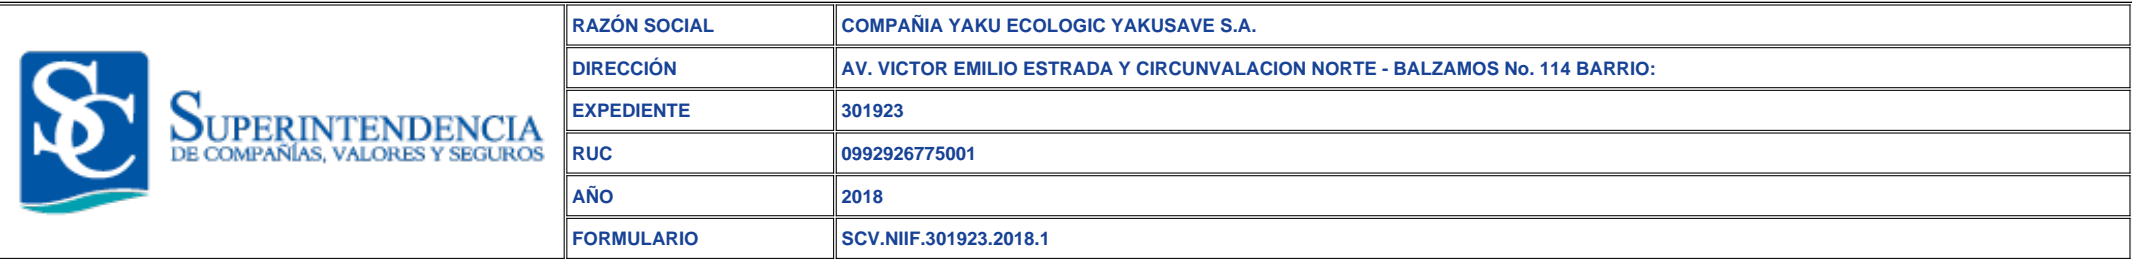 SC
SUPERINTENDENCIA
DE COMPAÑÍAS, VALORES Y SEGUROS
RAZÓN SOCIAL COMPAÑIA YAKU ECOLOGIC YAKUSAVE S.A.
DIRECCIÓN AV. VICTOR EMILIO ESTRADA Y CIRCUNVALACION NORTE - BALZAMOS No. 114 BARRIO:
EXPEDIENTE 301923
RUC 0992926775001
AÑO 2018
FORMULARIO SCV.NIIF.301923.2018.1